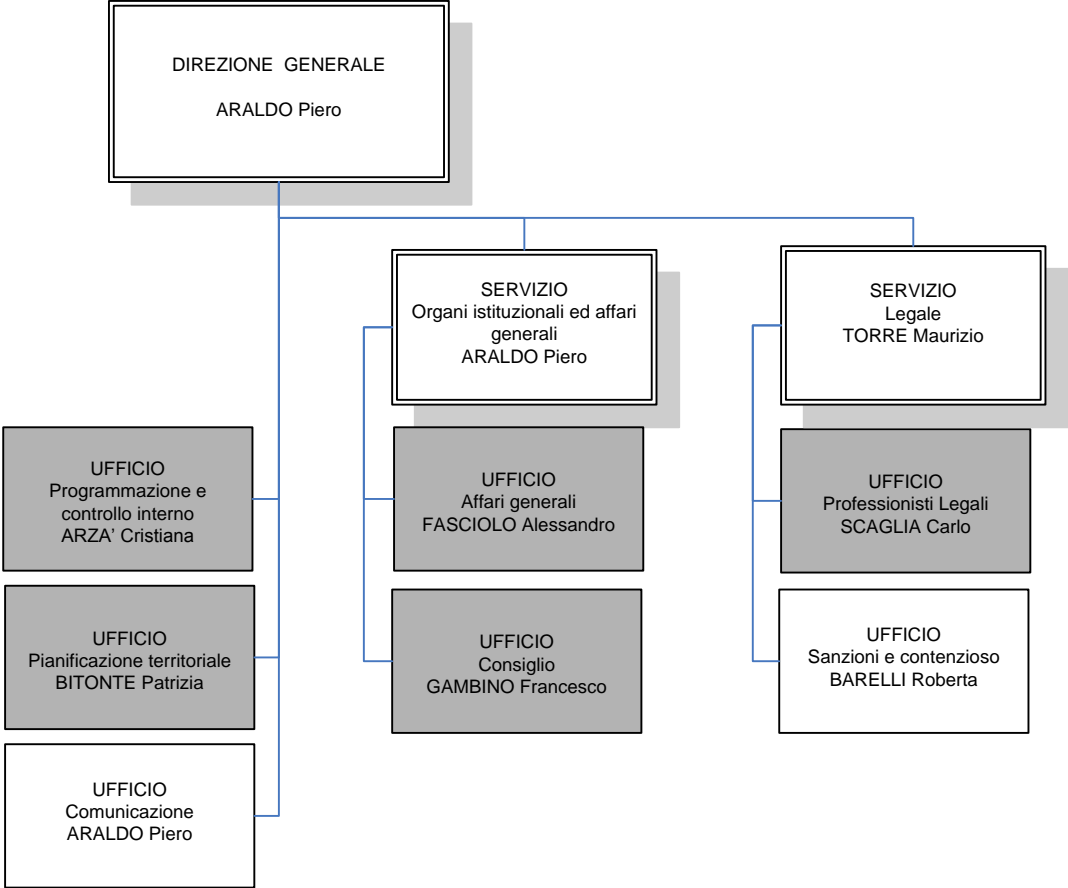 DIREZIONE GENERALE
ARALDO Piero
SERVIZIO
Organi istituzionali ed affari
generali
ARALDO Piero
SERVIZIO
Legale
TORRE Maurizio
UFFICIO
Programmazione e
controllo interno
ARZA’ Cristiana
UFFICIO
Affari generali
FASCIOLO Alessandro
UFFICIO
Professionisti Legali
SCAGLIA Carlo
UFFICIO
Pianificazione territoriale
BITONTE Patrizia
UFFICIO
Consiglio
GAMBINO Francesco
UFFICIO
Sanzioni e contenzioso
BARELLI Roberta
UFFICIO
Comunicazione
ARALDO Piero